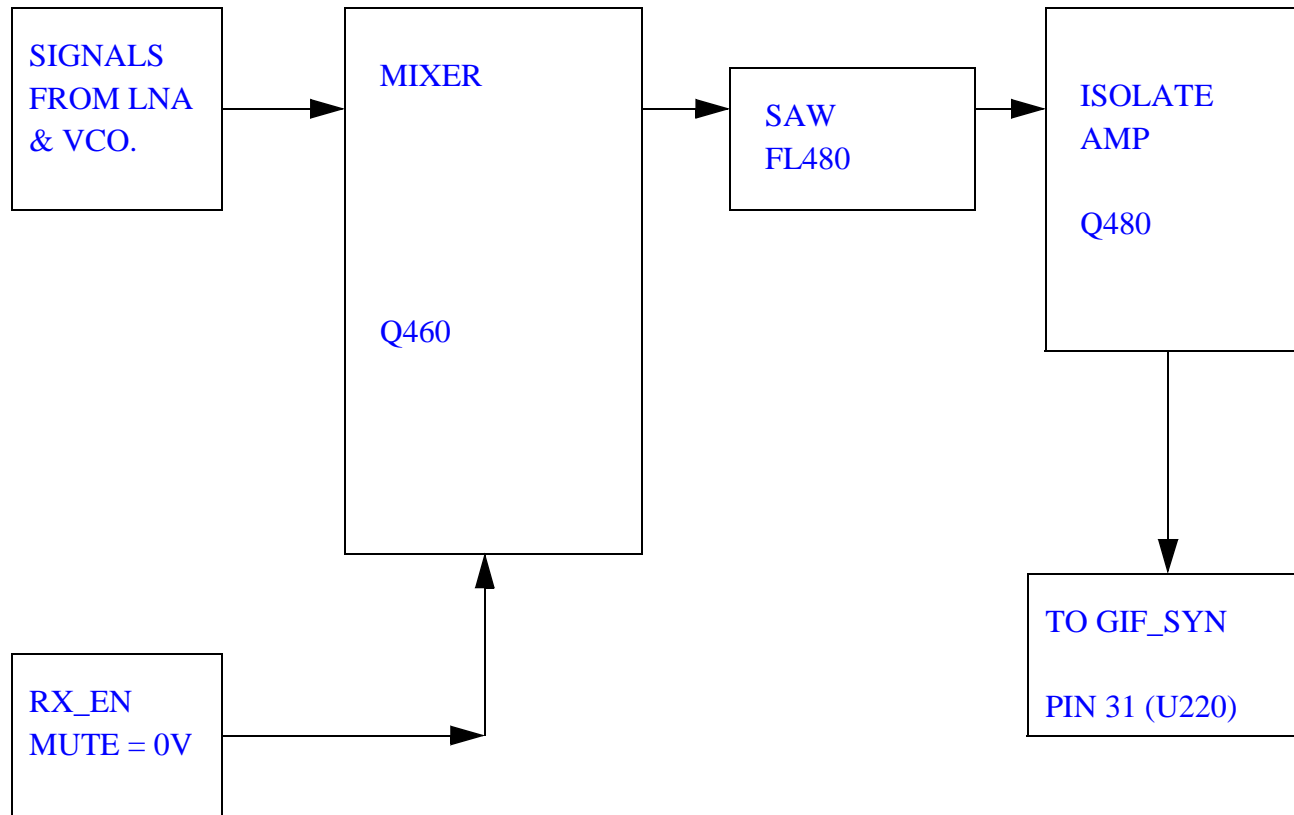 SIGNALS
FROM LNA
& VCO.
MIXER
Q460
SAW
FL480
ISOLATE
AMP
Q480
TO GIF_SYN
PIN 31 (U220)
RX_EN
MUTE = 0V